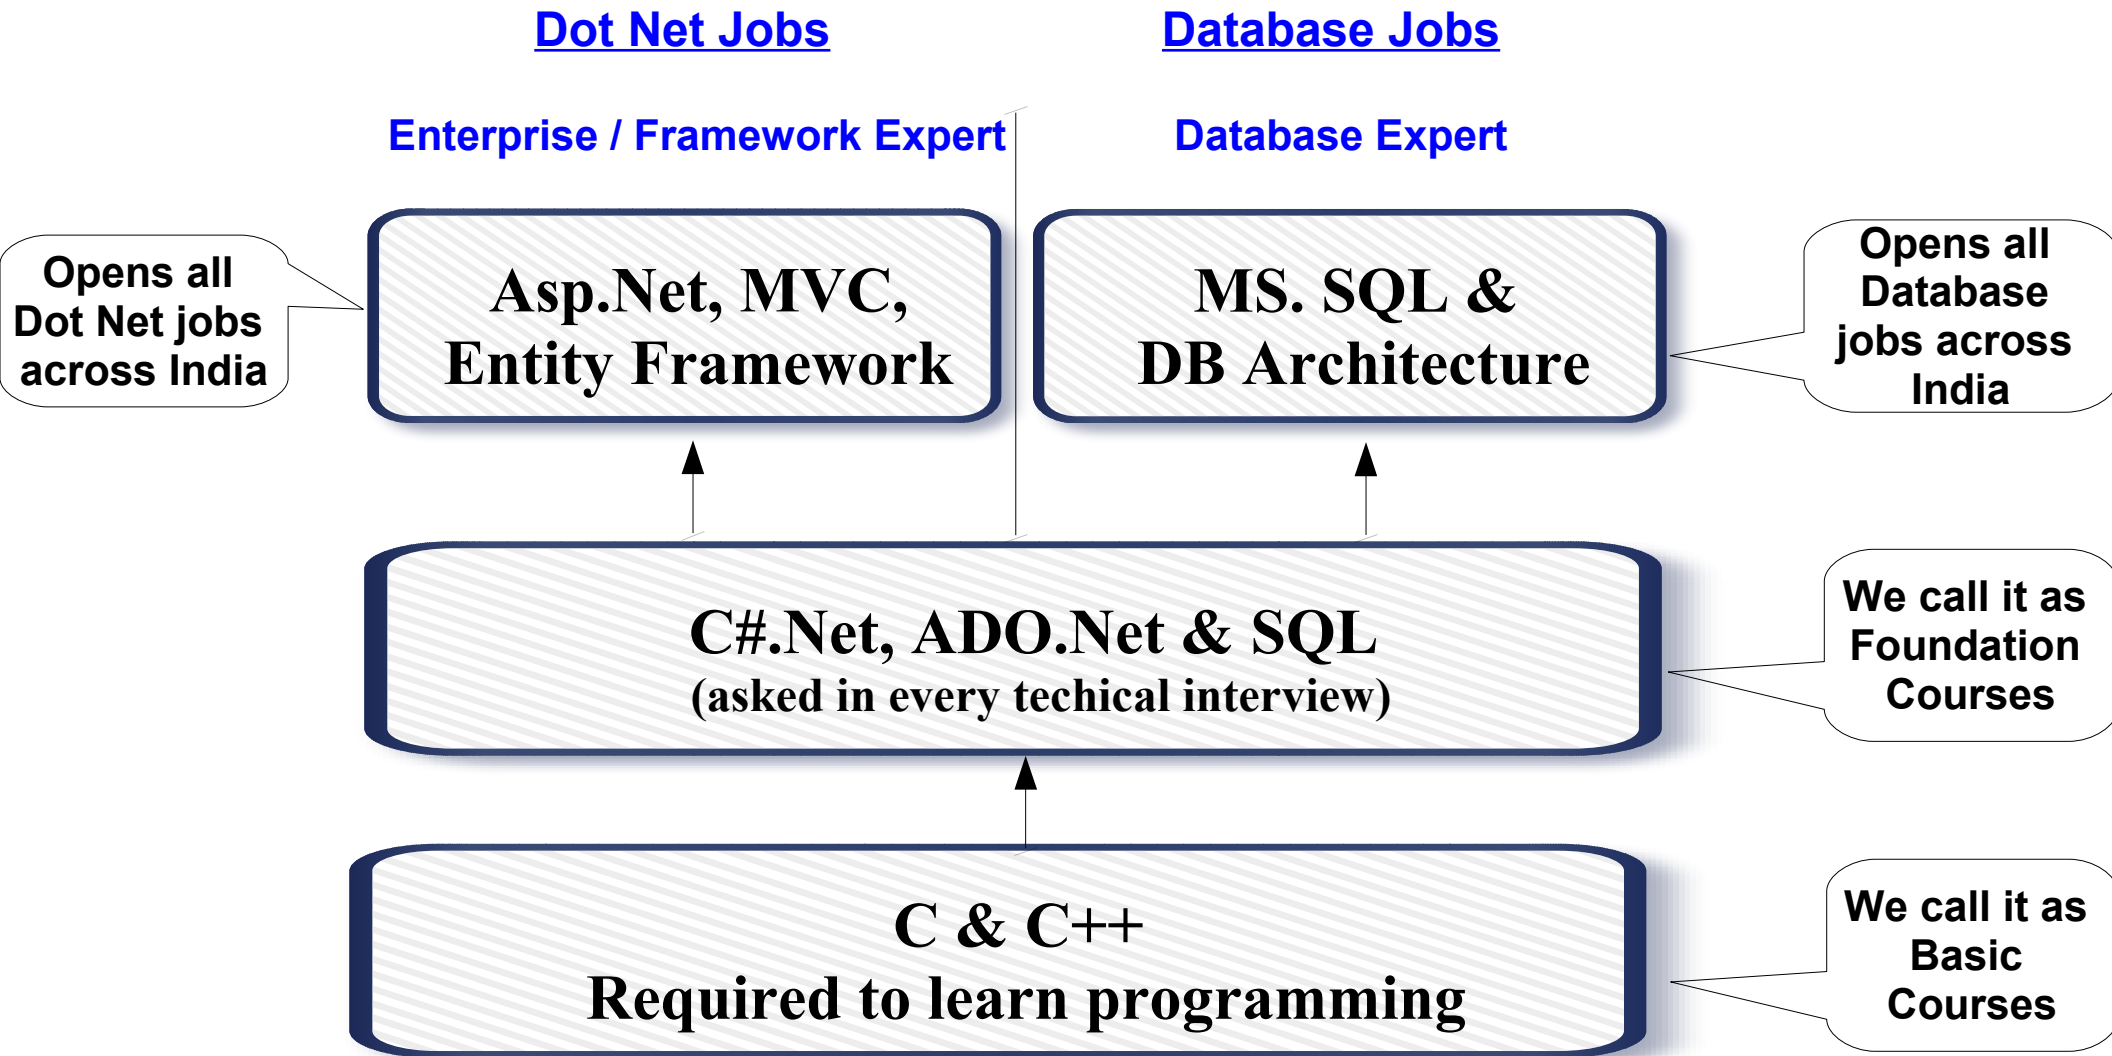 Dot Net Jobs
Database Jobs
Enterprise / Framework Expert
Database Expert
Opens all
Dot Net jobs
across India
Asp.Net, MVC,
Entity Framework
MS. SQL &
DB Architecture
Opens all
Database
jobs across
India
C#.Net, ADO.Net & SQL
(asked in every techical interview)
We call it as
Foundation
Courses
C & C++
Required to learn programming
We call it as
Basic
Courses